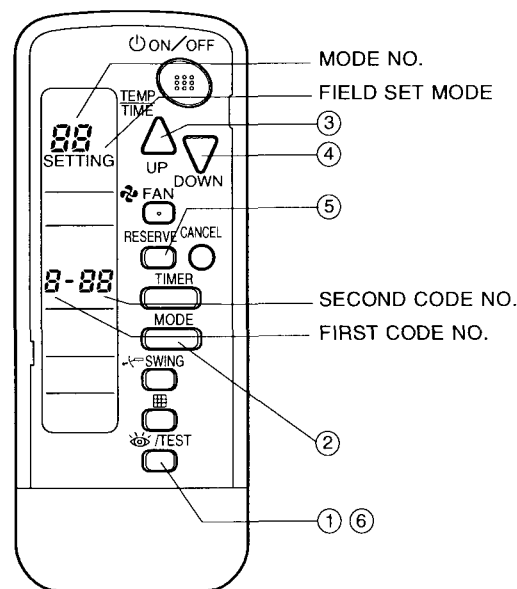 ON/OFF
MODE NO.
TEMP
TIME
FIELD SET MODE
88
SETTING
③
UP
④
DOWN
FAN
⑤
RESERVE CANCEL
TIMER
8-88
SECOND CODE NO.
MODE
FIRST CODE NO.
SWING
②
/TEST
① ⑥